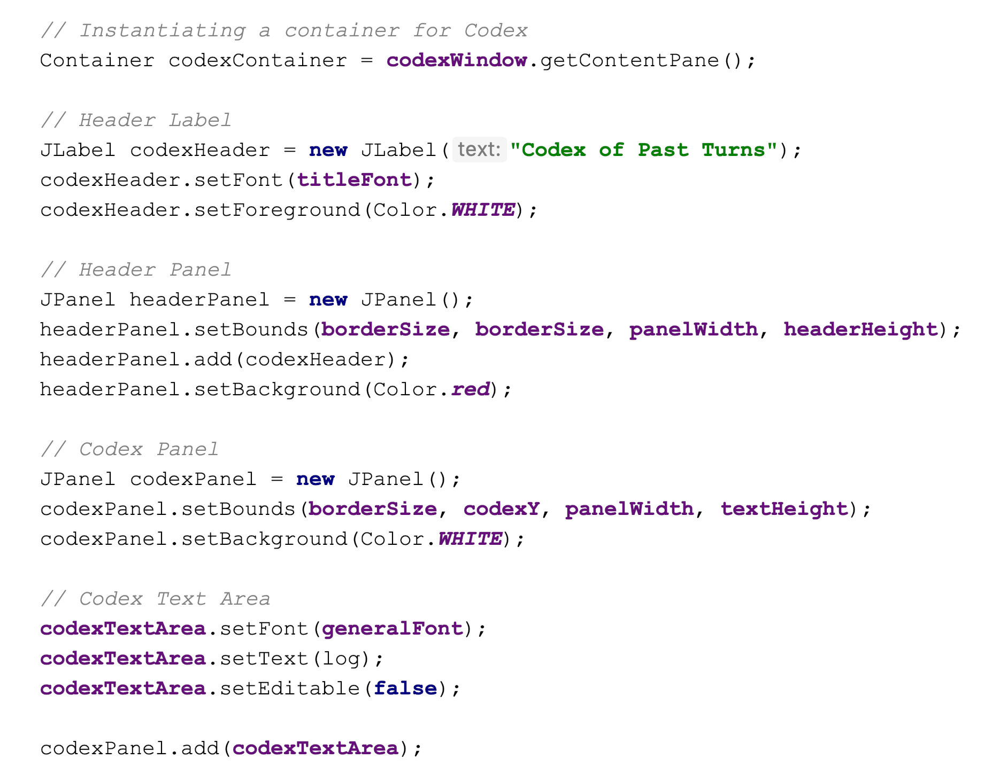 // Instantiating a container for Codex
Container codexContainer = codexWindow.getContentPane();
// Header Label
JLabel codexHeader = new JLabel( text: "Codex of Past Turns");
codexHeader.setFont(titleFont);
codexHeader.setForeground(Color.WHITE);
// Header Panel
JPanel headerPanel = new JPanel();
headerPanel.setBounds(borderSize, borderSize, panelWidth, headerHeight);
headerPanel.add(codexHeader);
headerPanel.setBackground(Color.red);
// Codex Panel
JPanel codexPanel = new JPanel();
codexPanel.setBounds(borderSize, codexY, panelWidth, textHeight);
codexPanel.setBackground(Color.WHITE);
// Codex Text Area
codexTextArea.setFont(generalFont);
codexTextArea.setText(log);
codexTextArea.setEditable(false);
codexPanel.add(codexTextArea);